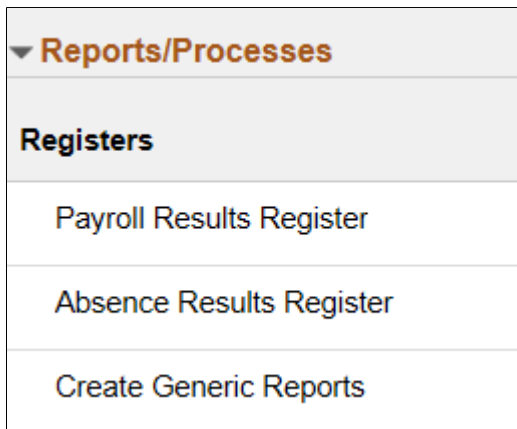 Reports/Processes
Registers
Payroll Results Register
Absence Results Register
Create Generic Reports